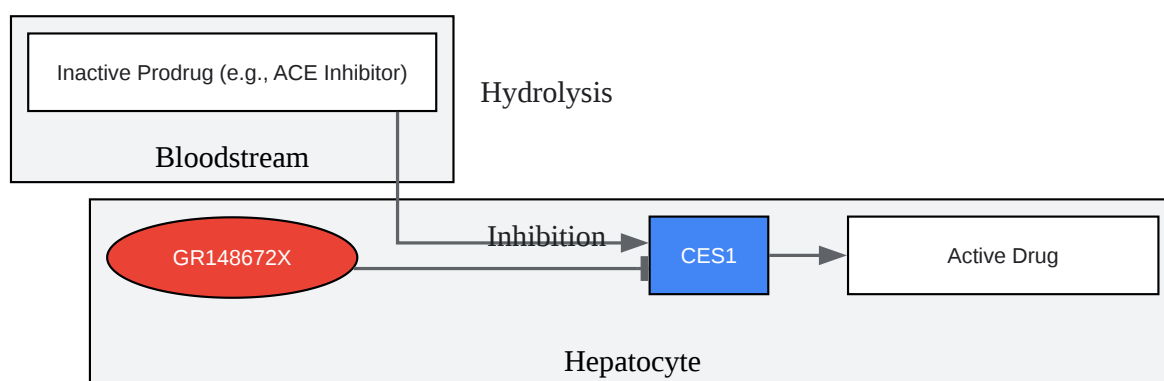 Inactive Prodrug (e.g., ACE Inhibitor)
Hydrolysis
Bloodstream
Inhibition
GR148672X
CES1
Active Drug
Hepatocyte